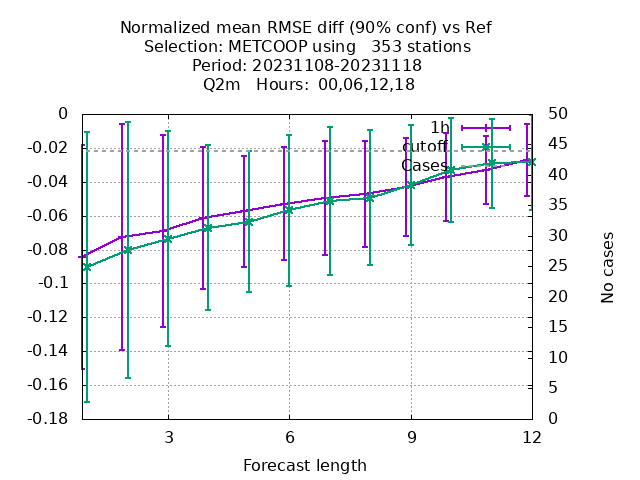 Normalized mean RMSE diff (90% conf) vs Ref
Selection: METCOOP using   353 stations
Period: 20231108-20231118
Q2m   Hours:  00,06,12,18
0
-0.02
-0.04
-0.06
-0.08
-0.1
-0.12
-0.14
-0.16
-0.18
50
45
40
35
30
25
20
15
10
5
0
1h
cutoff
Cases
No cases
3
6
9
12
Forecast length